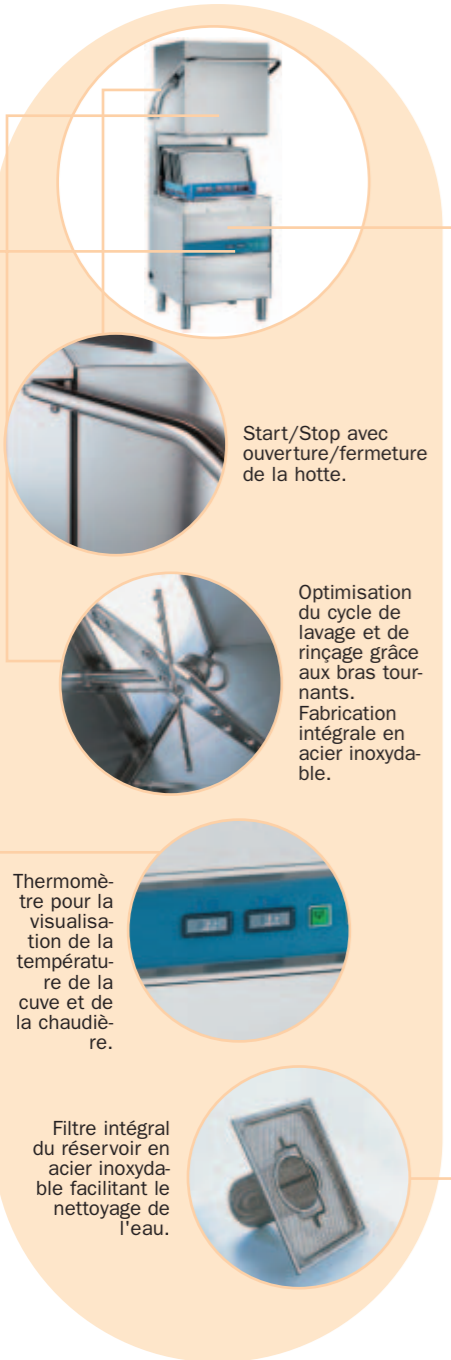 Start/Stop avec
ouverture/fermeture
de la hotte.
Optimisation
du cycle de
lavage et de
rinçage grâce
aux bras tour-
nants.
Fabrication
intégrale en
acier inoxyda-
ble.
Thermomè-
tre pour la
visualisa-
tion de la
températu-
re de la
cuve et de
la chaudiè-
re.
Filtre intégral
du réservoir en
acier inoxyda-
ble facilitant le
nettoyage de
l'eau.